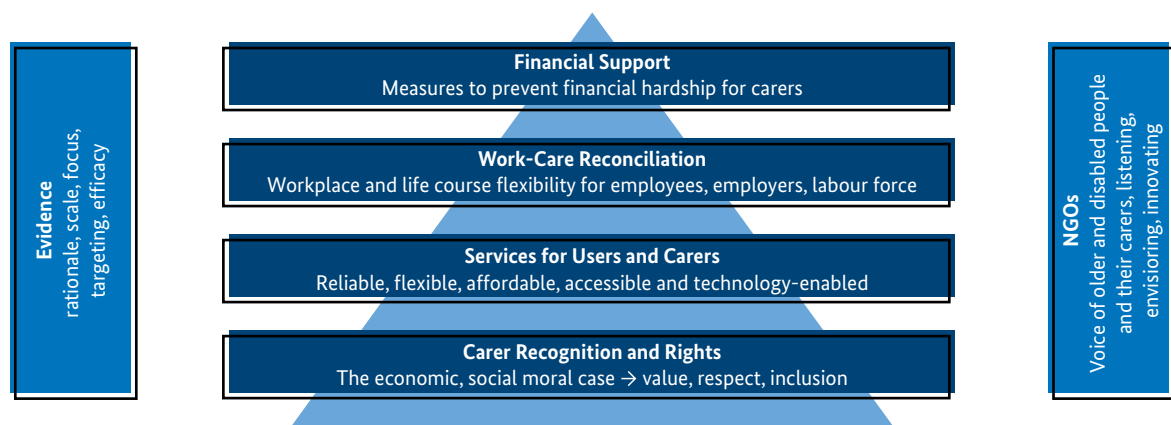 Evidence
rationale, scale, focus,
targeting, efficacy
Financial Support
Measures to prevent financial hardship for carers
Work-Care Reconciliation
Workplace and life course flexibility for employees, employers, labour force
Services for Users and Carers
Reliable, flexible, affordable, accessible and technology-enabled
Carer Recognition and Rights
The economic, social moral case → value, respect, inclusion
NGOs
Voice of older and disabled people
and their carers, listening,
envisioring, innovating